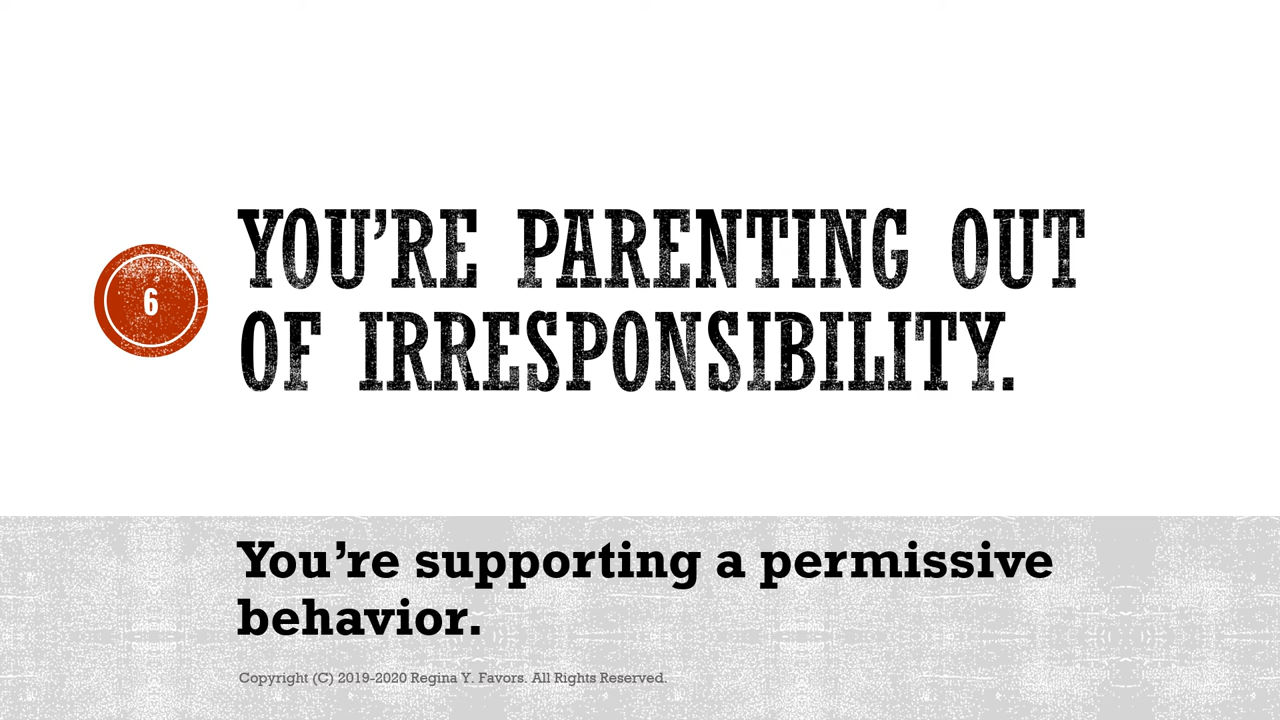 6
YOU’RE PARENTING OUT
OF IRRESPONSIBILITY.
You’re supporting a permissive
behavior.
Copyright (C) 2019-2020 Regina Y. Favors. All Rights Reserved.